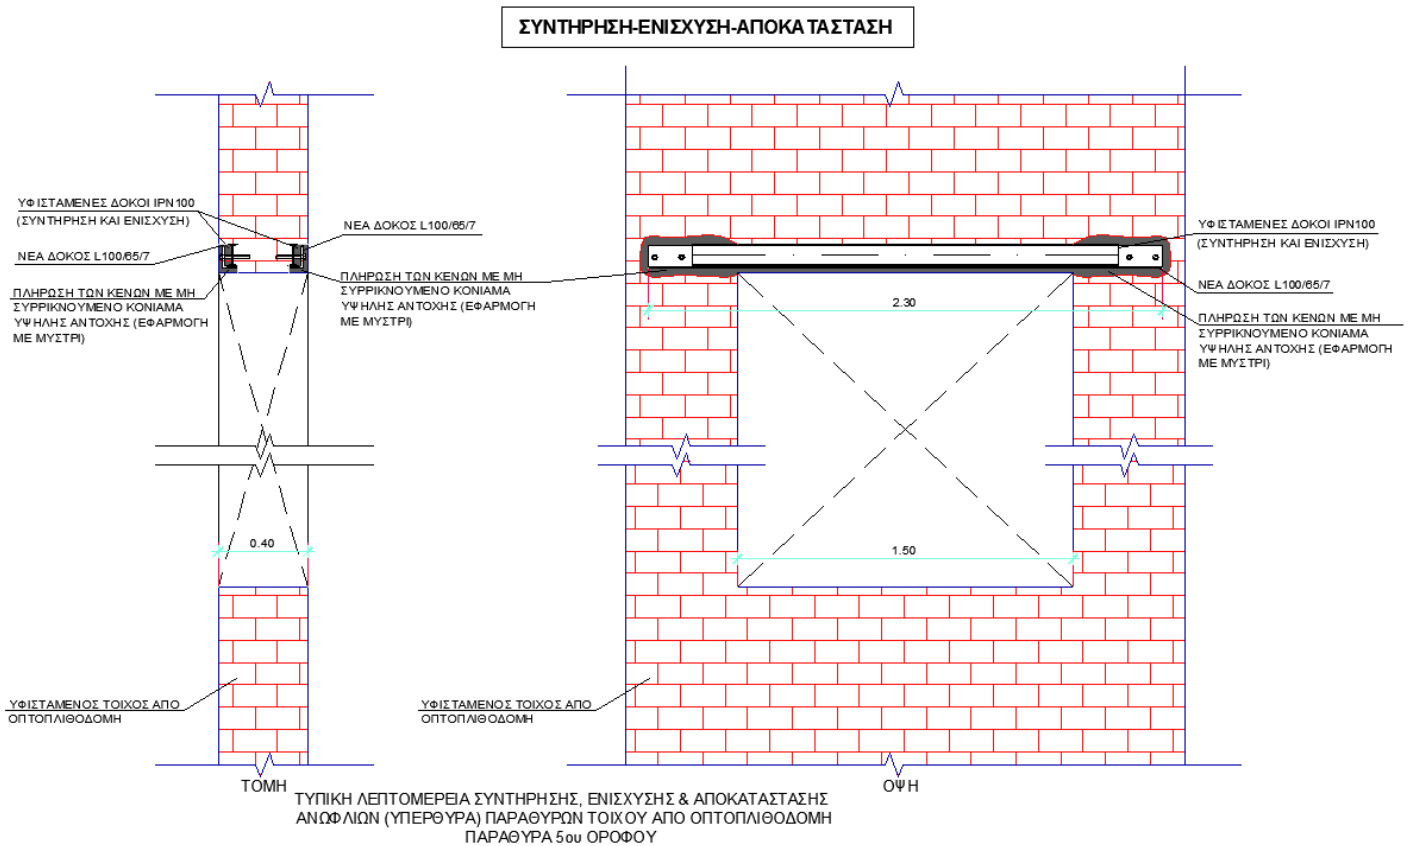 ΣΥΝΤΗΡΗΣΗ-ΕΝΙΣΧΥΣΗ-ΑΠΟΚΑΤΑΣΤΑΣΗ
ΥΦΙΣΤΑΜΕΝΕΣ ΔΟΚΟΙ IPN100
(ΣΥΝΤΗΡΗΣΗ ΚΑΙ ΕΝΙΣΧΥΣΗ)
ΝΕΑ ΔΟΚΟΣ L100/65/7
ΠΛΗΡΩΣΗ ΤΩΝ ΚΕΝΩΝ ΜΕ ΜΗ
ΣΥΡΡΙΚΝΟΥΜΕΝΟ ΚΟΝΙΑΜΑ
ΥΨΗΛΗΣ ΑΝΤΟΧΗΣ (ΕΦΑΡΜΟΓΗ
ΜΕ ΜΥΣΤΡΙ)
ΝΕΑ ΔΟΚΟΣ L100/65/7
ΠΛΗΡΩΣΗ ΤΩΝ ΚΕΝΩΝ ΜΕ ΜΗ
ΣΥΡΡΙΚΝΟΥΜΕΝΟ ΚΟΝΙΑΜΑ
ΥΨΗΛΗΣ ΑΝΤΟΧΗΣ (ΕΦΑΡΜΟΓΗ
ΜΕ ΜΥΣΤΡΙ)
ΥΦΙΣΤΑΜΕΝΕΣ ΔΟΚΟΙ IPN100
(ΣΥΝΤΗΡΗΣΗ ΚΑΙ ΕΝΙΣΧΥΣΗ)
ΝΕΑ ΔΟΚΟΣ L100/65/7
ΠΛΗΡΩΣΗ ΤΩΝ ΚΕΝΩΝ ΜΕ ΜΗ
ΣΥΡΡΙΚΝΟΥΜΕΝΟ ΚΟΝΙΑΜΑ
ΥΨΗΛΗΣ ΑΝΤΟΧΗΣ (ΕΦΑΡΜΟΓΗ
ΜΕ ΜΥΣΤΡΙ)
2.30
0.40
1.50
ΥΦΙΣΤΑΜΕΝΟΣ ΤΟΙΧΟΣ ΑΠΟ
ΟΠΤΟΠΛΙΘΟΔΟΜΗ
ΥΦΙΣΤΑΜΕΝΟΣ ΤΟΙΧΟΣ ΑΠΟ
ΟΠΤΟΠΛΙΘΟΔΟΜΗ
ΤΟΜΗ
ΟΨΗ
ΤΥΠΙΚΗ ΛΕΠΤΟΜΕΡΕΙΑ ΣΥΝΤΗΡΗΣΗΣ, ΕΝΙΣΧΥΣΗΣ & ΑΠΟΚΑΤΑΣΤΑΣΗΣ
ΑΝΩΦΛΙΩΝ (ΥΠΕΡΘΥΡΑ) ΠΑΡΑΘΥΡΩΝ ΤΟΙΧΟΥ ΑΠΟ ΟΠΤΟΠΛΙΘΟΔΟΜΗ
ΠΑΡΑΘΥΡΑ 5ου ΟΡΟΦΟΥ